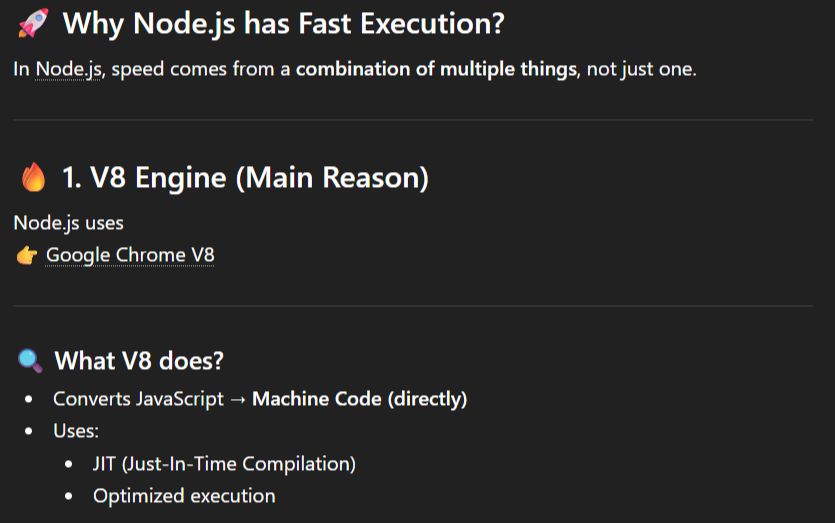 🚀 Why Node.js has Fast Execution?
In Node.js, speed comes from a combination of multiple things, not just one.
🔥 1. V8 Engine (Main Reason)
Node.js uses
👉 Google Chrome V8
🔍 What V8 does?
• Converts JavaScript → Machine Code (directly)
• Uses:
• JIT (Just-In-Time Compilation)
• Optimized execution